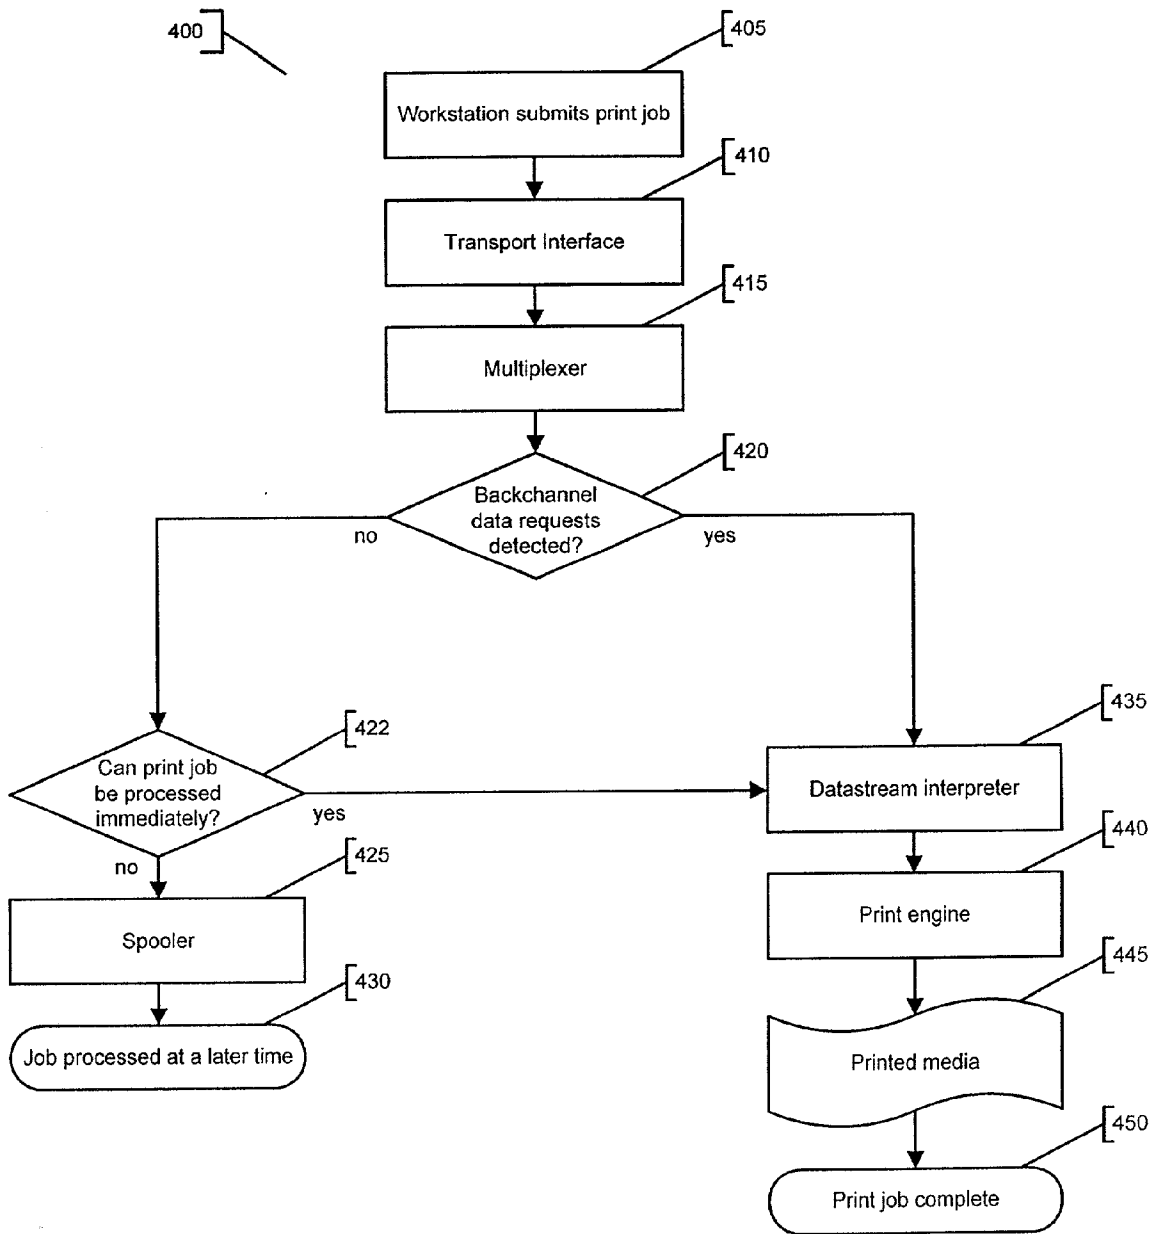 400
405
Workstation submits print job
410
Transport Interface
415
Multiplexer
420
Backchannel
data requests
detected?
no
yes
422
Can print job
be processed
immediately?
yes
no
435
Datastream interpreter
425
Spooler
440
Print engine
430
Job processed at a later time
445
Printed media
450
Print job complete